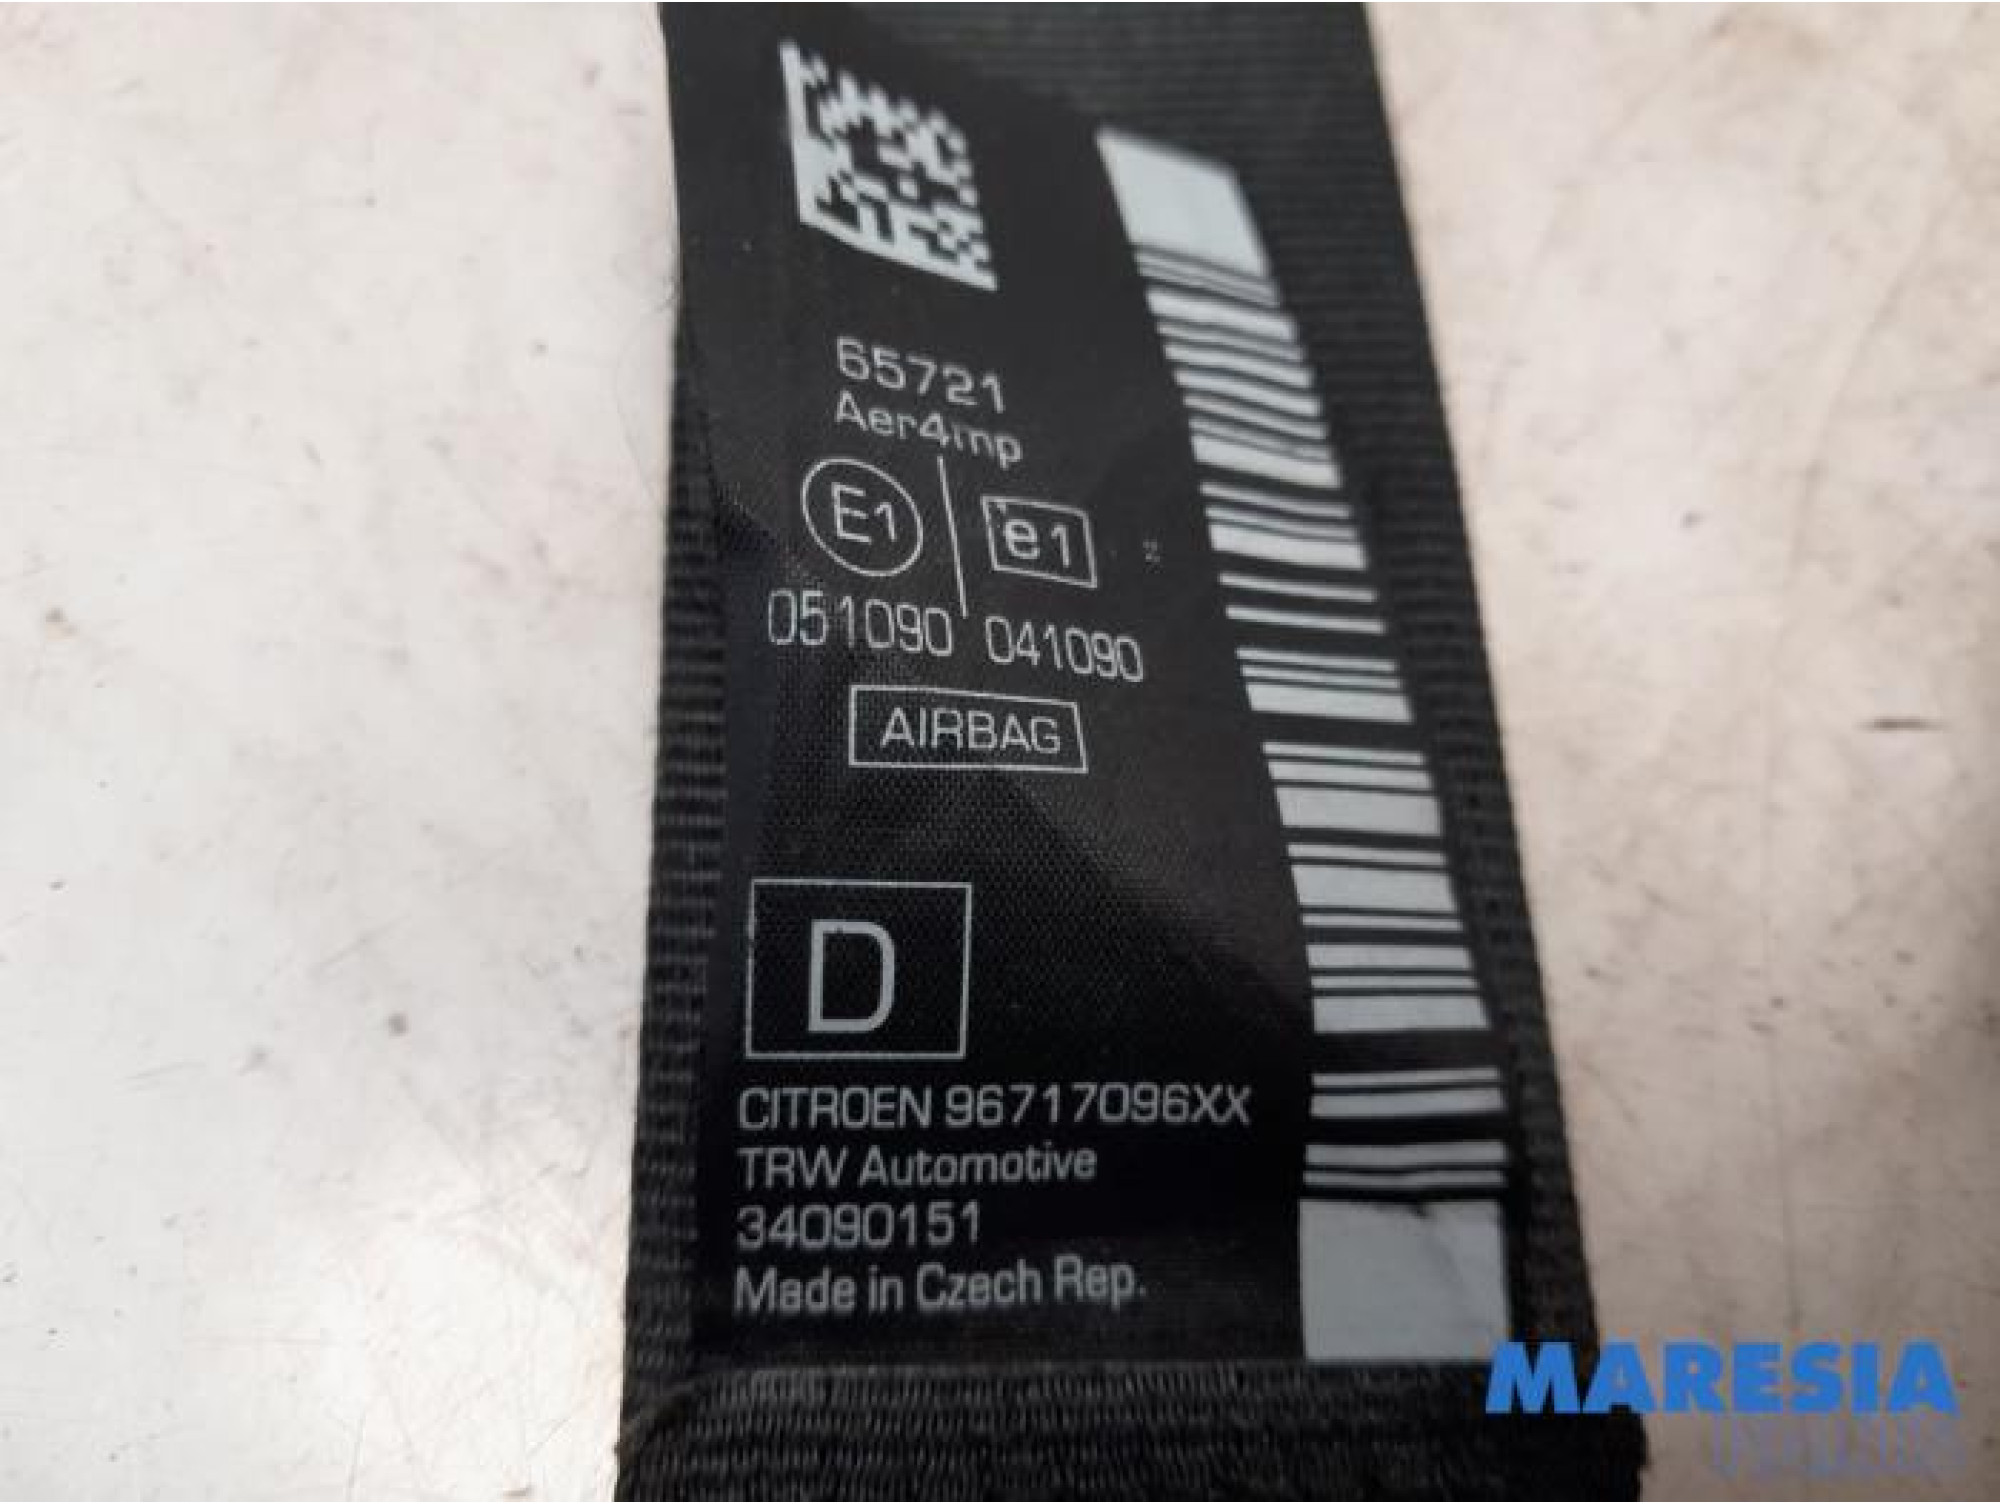 65721
Aer4mp
E1 e1
051090 041090
AIRBAG
D
CITROEN 96717096XX
TRW Automotive
34090151
Made in Czech Rep.
MARESIA